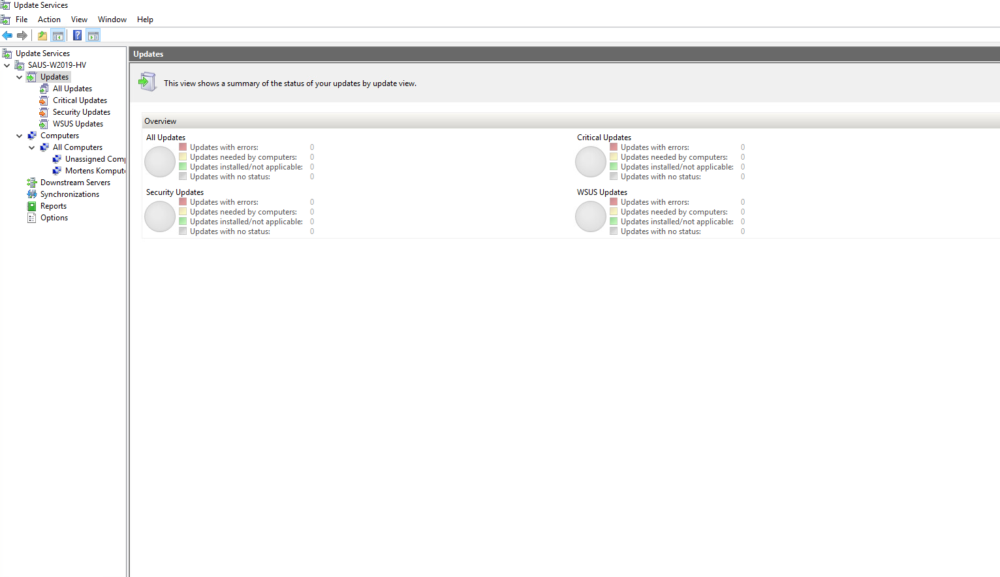 Update Services
File Action View Window Help
Update Services
SAUS-W2019-HV
Updates
All Updates
Critical Updates
Security Updates
WSUS Updates
Computers
All Computers
Unassigned Comp
Mortens Kompute
Downstream Servers
Synchronizations
Reports
Options
Updates
This view shows a summary of the status of your updates by update view.
Overview
All Updates
Updates with errors: 0
Updates needed by computers: 0
Updates installed/not applicable: 0
Updates with no status: 0
Critical Updates
Updates with errors: 0
Updates needed by computers: 0
Updates installed/not applicable: 0
Updates with no status: 0
Security Updates
Updates with errors: 0
Updates needed by computers: 0
Updates installed/not applicable: 0
Updates with no status: 0
WSUS Updates
Updates with errors: 0
Updates needed by computers: 0
Updates installed/not applicable: 0
Updates with no status: 0